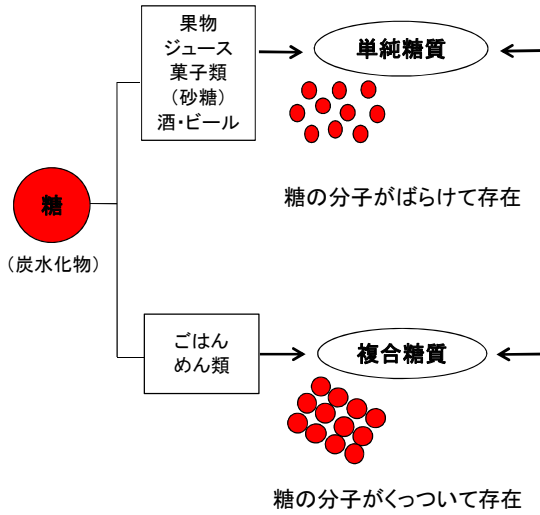 果物
ジュース
菓子類
(砂糖)
酒・ビール
単純糖質
糖の分子がばらけて存在
糖
(炭水化物)
ごはん
めん類
複合糖質
糖の分子がくっついて存在